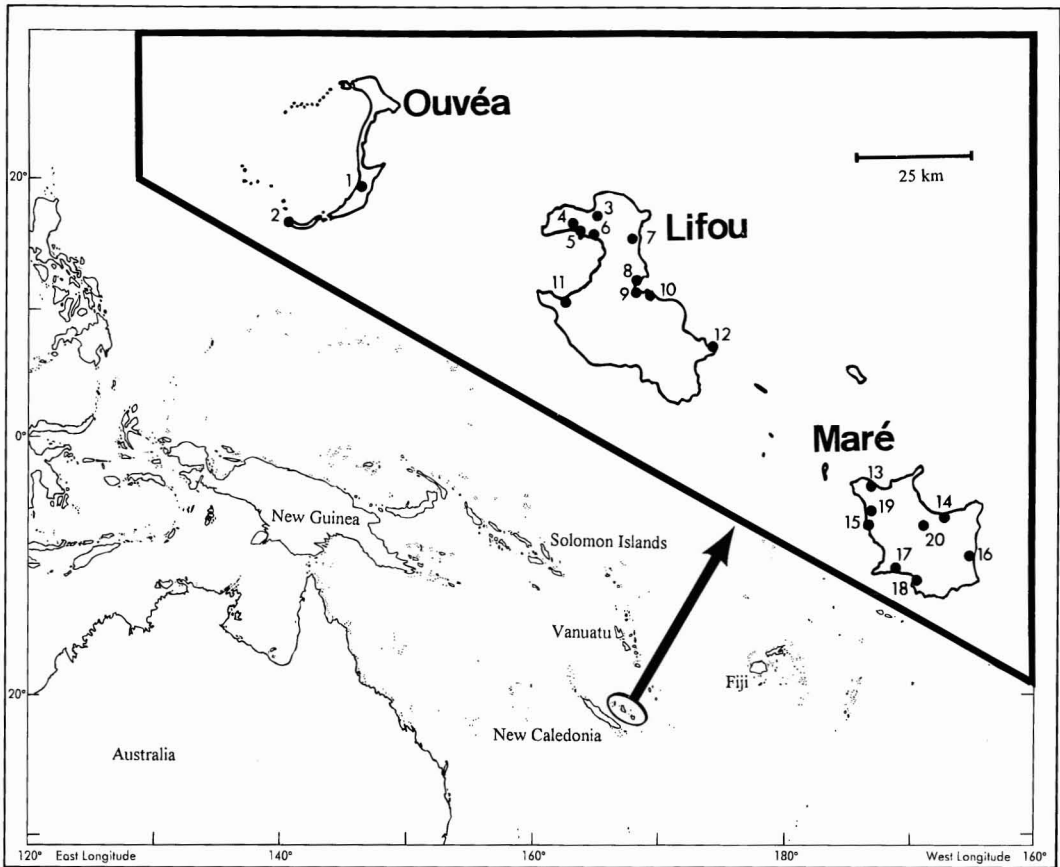 Ouvéa
1
2
25 km
20°
3
4
5
6
7
Lifou
8
9
10
11
12
Maré
13
14
19
15
20
16
17
18
0°
New Guinea
Solomon Islands
Vanuatu
Fiji
20°
New Caledonia
Australia
120° East Longitude
140°
160°
180°
West Longitude 160°